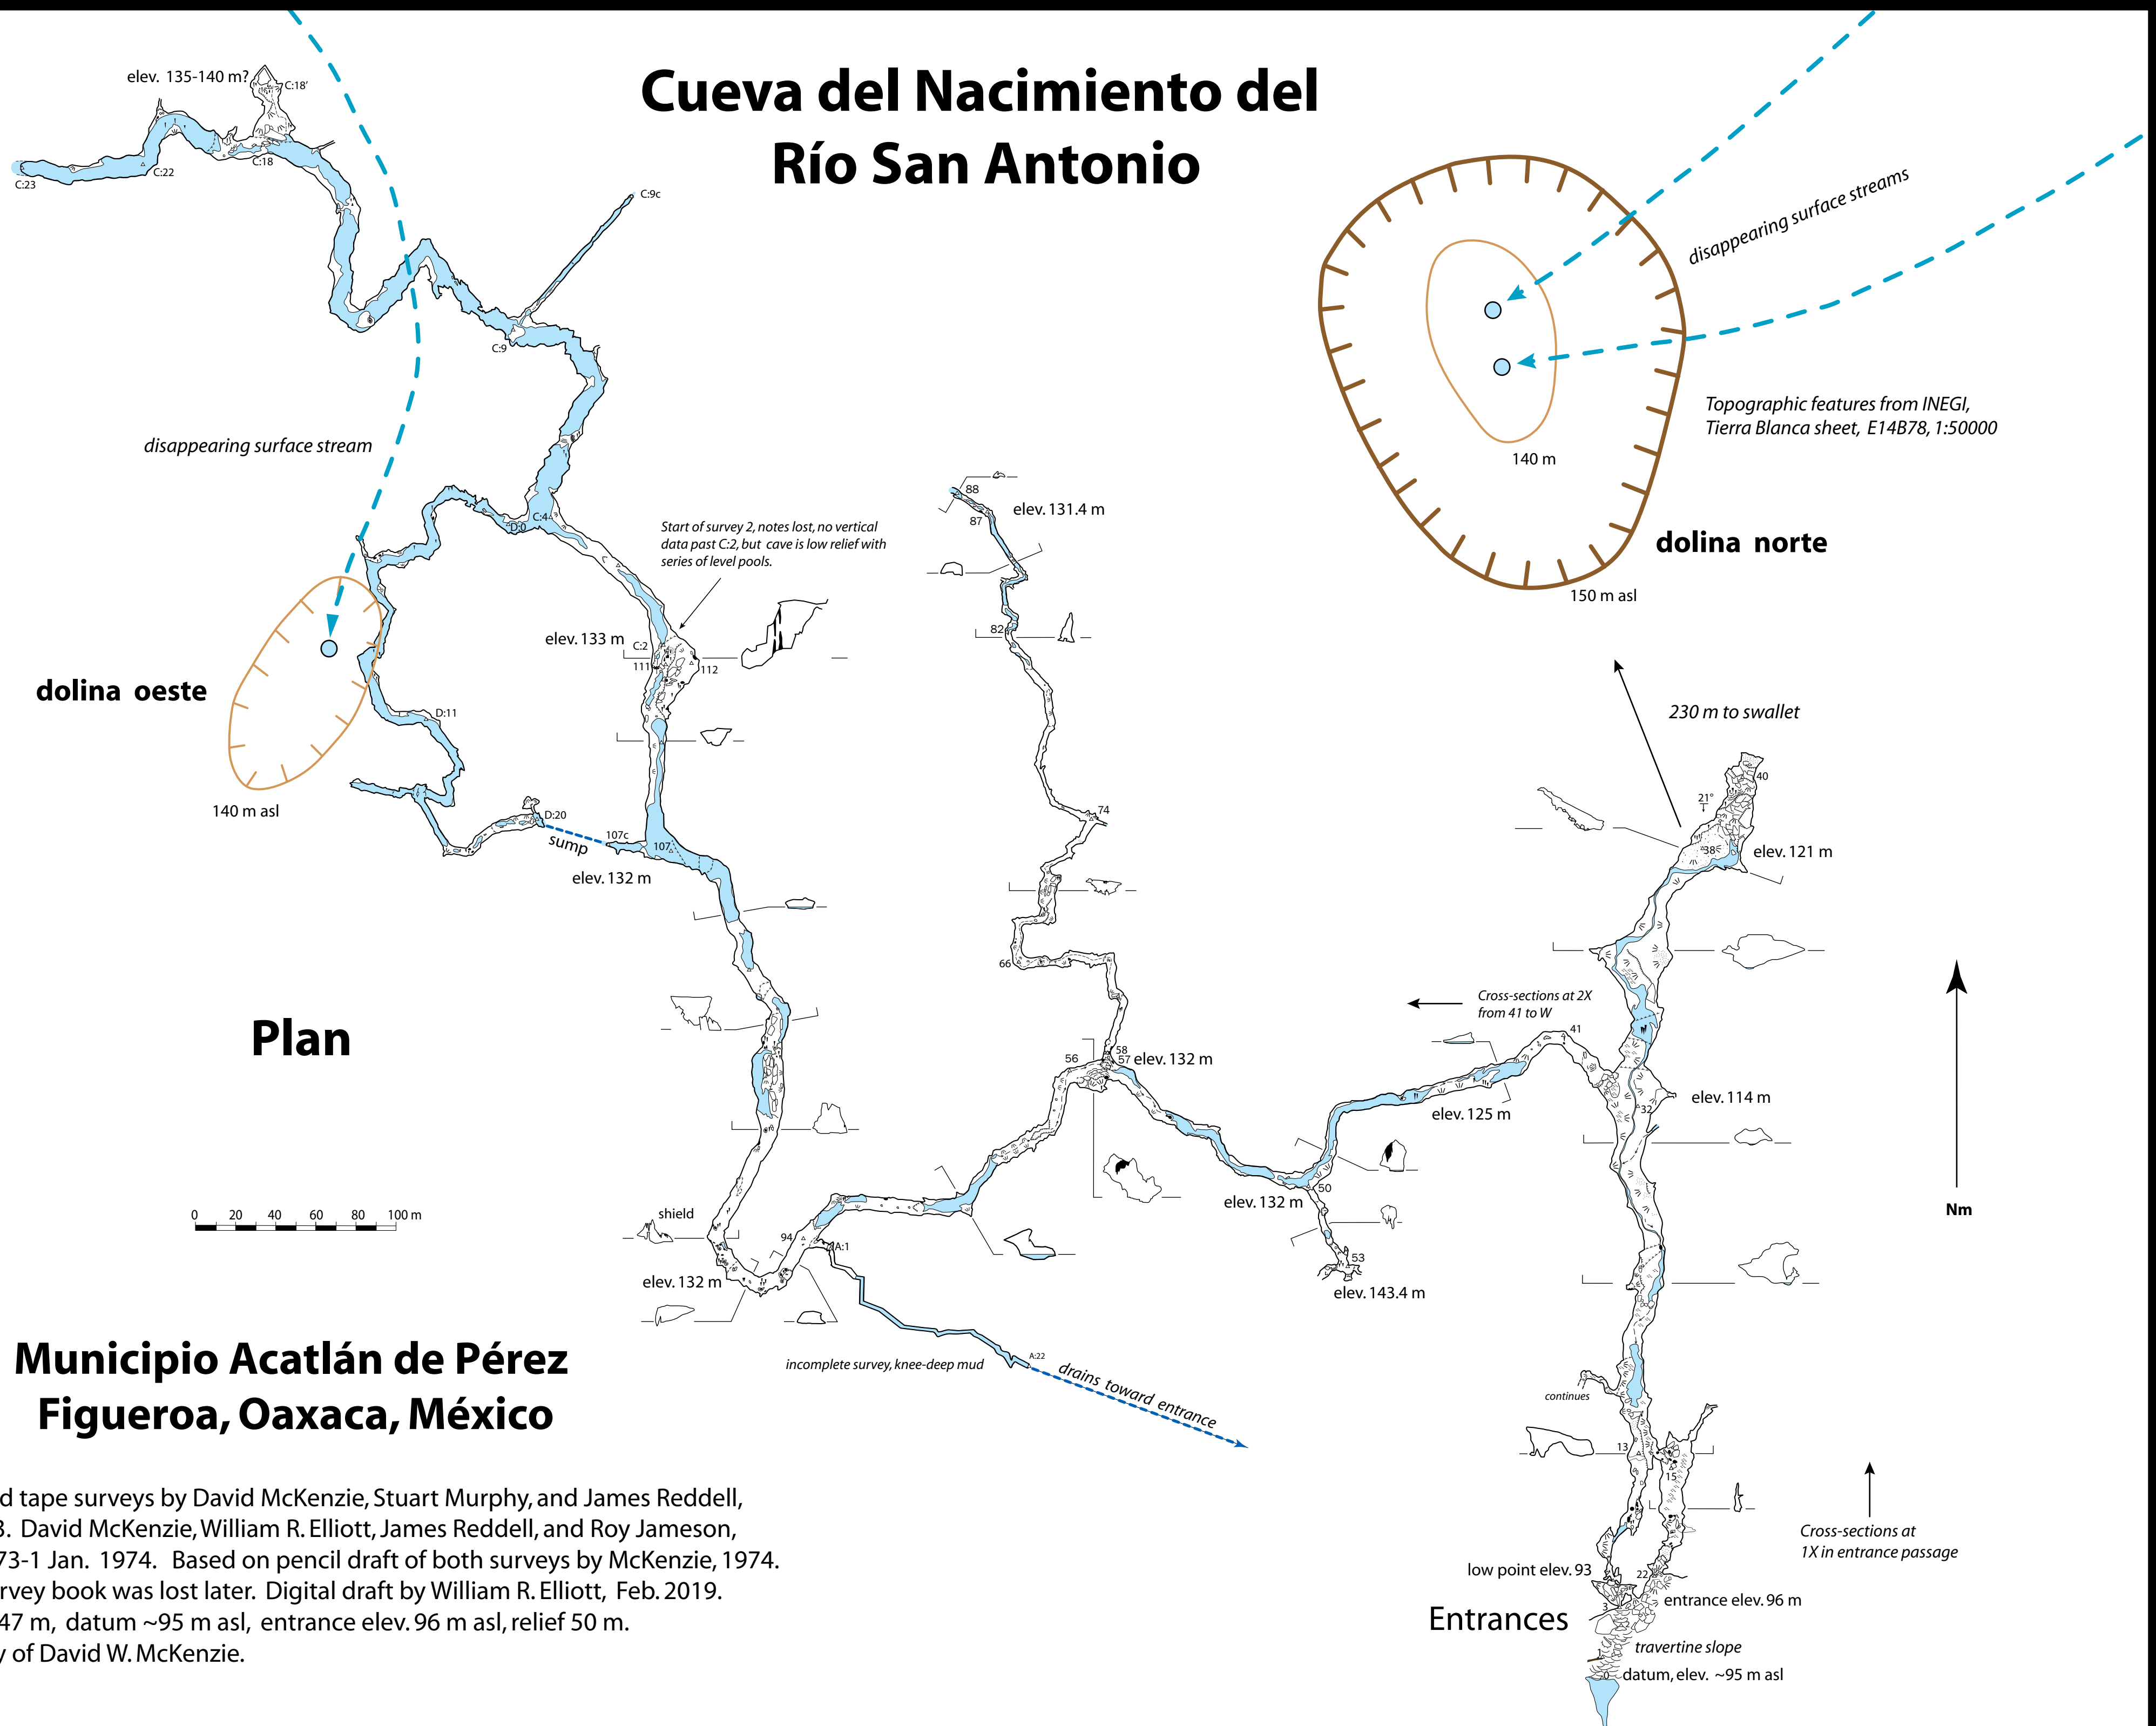 Cueva del Nacimiento del
Río San Antonio
elev. 135-140 m?
C:18'
C:18
C:22
C:23
C:9c
C:9
disappearing surface stream
disappearing surface streams
Topographic features from INEGI,
Tierra Blanca sheet, E14B78, 1:50000
140 m
dolina norte
150 m asl
230 m to swallet
88
87
elev. 131.4 m
82
D:0
C:4
Start of survey 2, notes lost, no vertical
data past C:2, but cave is low relief with
series of level pools.
elev. 133 m
C:2
111
112
dolina oeste
D:11
140 m asl
D:20
sump
107c
107
elev. 132 m
74
66
40
21°
38
elev. 121 m
Plan
Cross-sections at 2X
from 41 to W
41
58
57
elev. 132 m
56
elev. 125 m
32
elev. 114 m
Nm
0 20 40 60 80 100 m
shield
94
A:1
elev. 132 m
elev. 132 m
50
53
elev. 143.4 m
incomplete survey, knee-deep mud
A:22
drains toward entrance
continues
13
15
Municipio Acatlán de Pérez
Figueroa, Oaxaca, México
d tape surveys by David McKenzie, Stuart Murphy, and James Reddell,
3. David McKenzie, William R. Elliott, James Reddell, and Roy Jameson,
73-1 Jan. 1974. Based on pencil draft of both surveys by McKenzie, 1974.
urvey book was lost later. Digital draft by William R. Elliott, Feb. 2019.
47 m, datum ~95 m asl, entrance elev. 96 m asl, relief 50 m.
y of David W. McKenzie.
Cross-sections at
1X in entrance passage
low point elev. 93
22
3
entrance elev. 96 m
Entrances
travertine slope
1
0
datum, elev. ~95 m asl